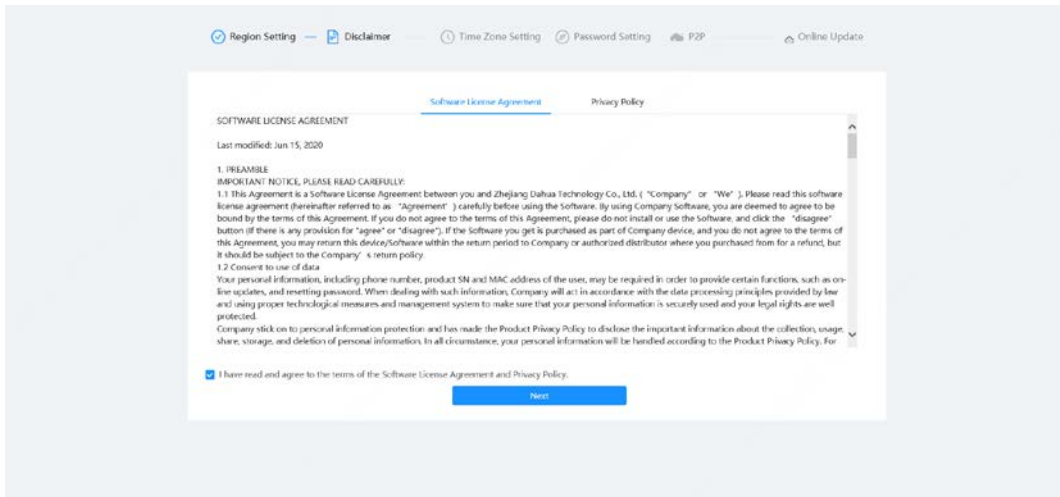 Region Setting Disclaimer Time Zone Setting Password Setting P2P Online Update
Software License Agreement Privacy Policy
SOFTWARE LICENSE AGREEMENT
Last modified: Jun 15, 2020
1. PREAMBLE
IMPORTANT NOTICE, PLEASE READ CAREFULLY:
1.1 This Agreement is a Software License Agreement between you and Zhejiang Dahua Technology Co., Ltd. ( "Company" or "We" ). Please read this software
license agreement (hereinafter referred to as "Agreement" ) carefully before using the Software. By using Company Software, you are deemed to agree to be
bound by the terms of this Agreement. If you do not agree to the terms of this Agreement, please do not install or use the Software, and click the "disagree"
button (if there is any provision for "agree" or "disagree"). If the Software you get is purchased as part of Company device, and you do not agree to the terms of
this Agreement, you may return this device/Software within the return period to Company or authorized distributor where you purchased from for a refund, but
it should be subject to the Company' s return policy.
1.2 Consent to use of data
Your personal information, including phone number, product SN and MAC address of the user, may be required in order to provide certain functions, such as on-
line updates, and resetting password. When dealing with such information, Company will act in accordance with the data processing principles provided by law
and using proper technological measures and management system to make sure that your personal information is securely used and your legal rights are well
protected.
Company stick on to personal information protection and has made the Product Privacy Policy to disclose the important information about the collection, usage,
share, storage, and deletion of personal information. In all circumstance, your personal information will be handled according to the Product Privacy Policy. For
I have read and agree to the terms of the Software License Agreement and Privacy Policy.
Next